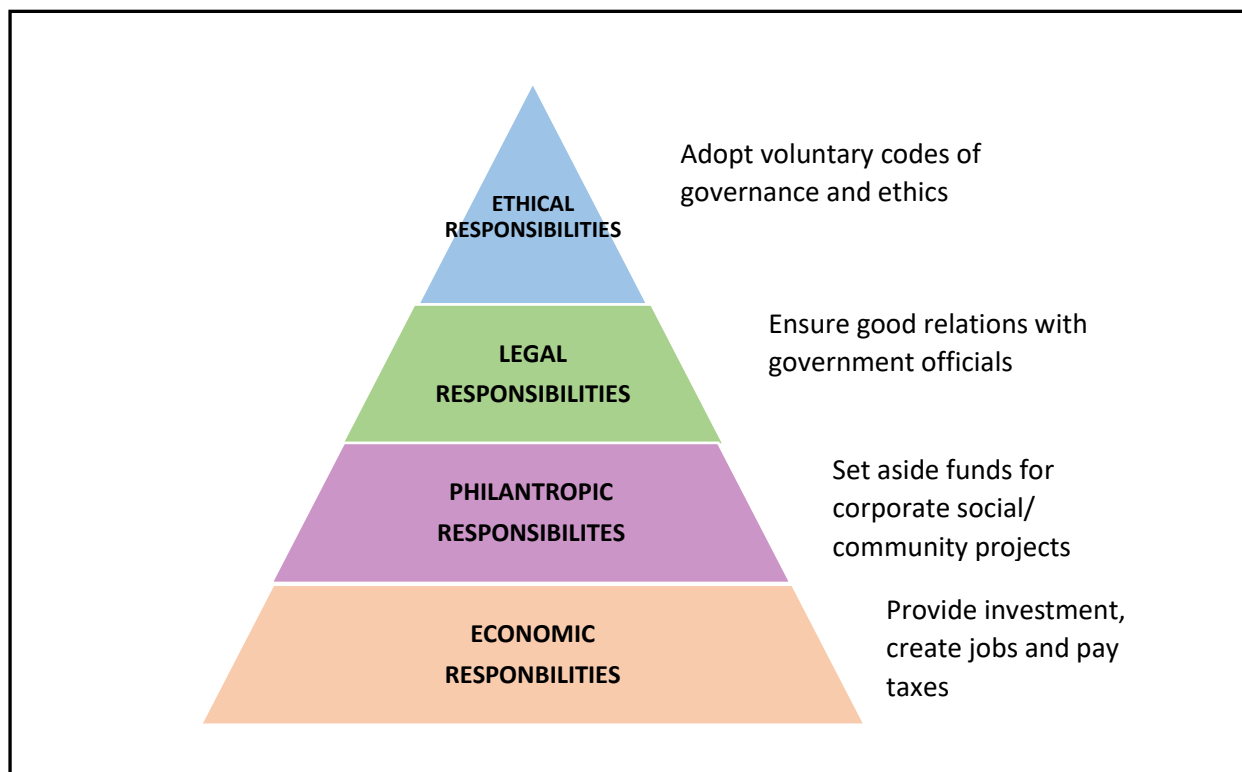 ETHICAL
RESPONSIBILITIES
Adopt voluntary codes of
governance and ethics
LEGAL
RESPONSIBILITIES
Ensure good relations with
government officials
PHILANTROPIC
RESPONSIBILITES
Set aside funds for
corporate social/
community projects
ECONOMIC
RESPONBILITIES
Provide investment,
create jobs and pay
taxes